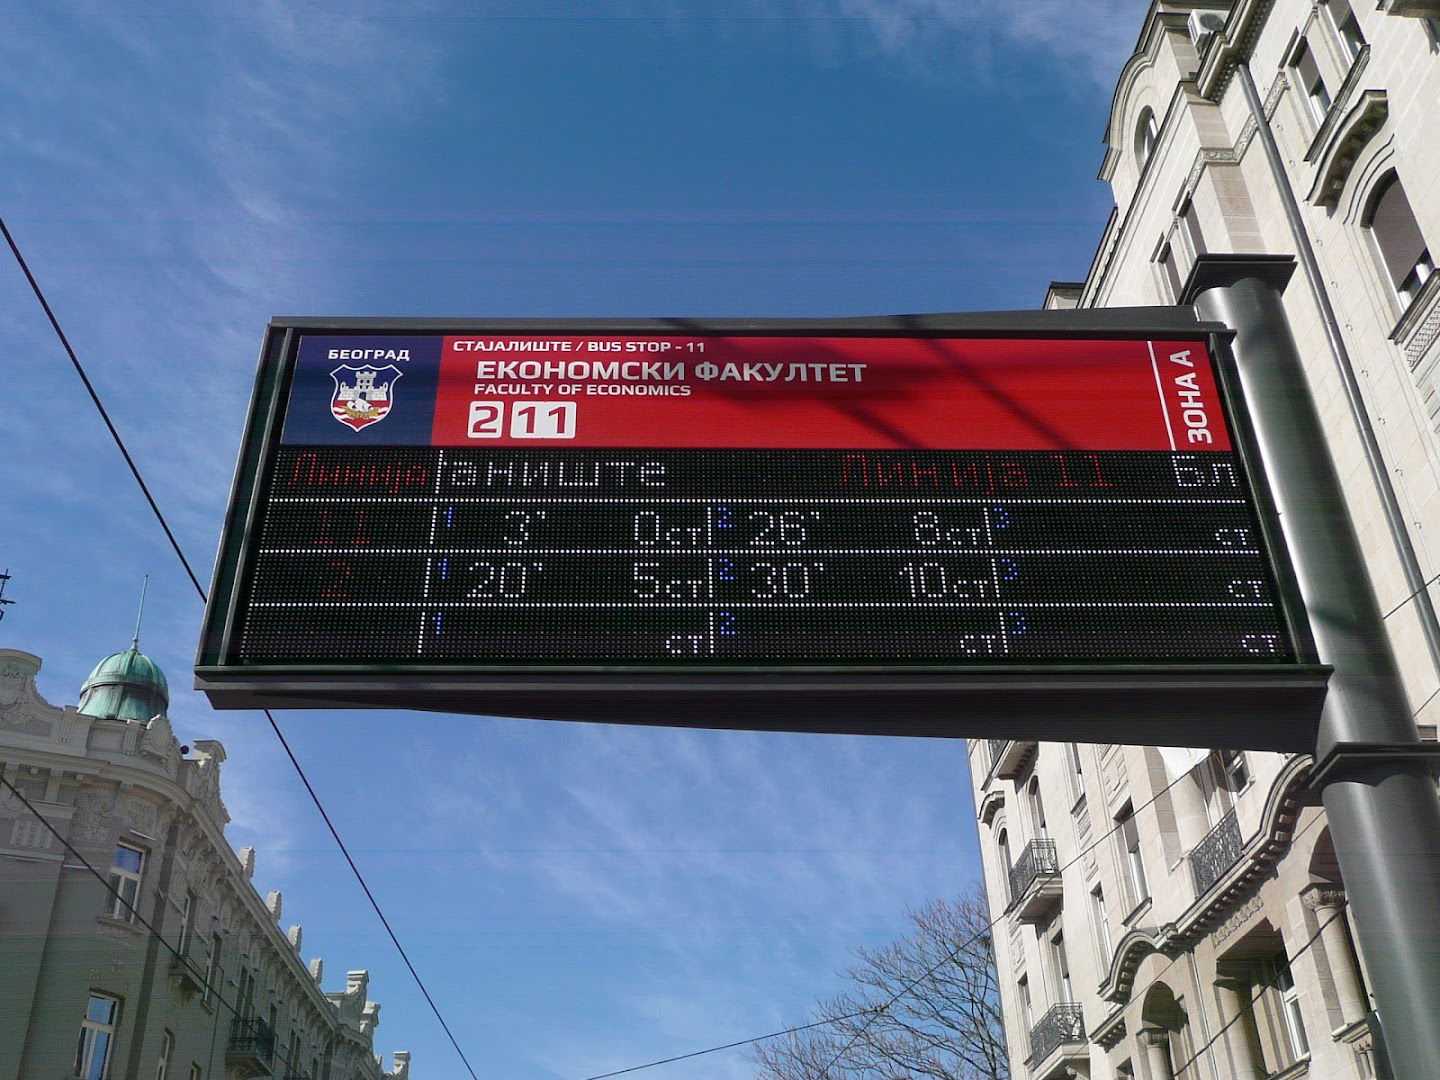 БЕОГРАД
СТАЈАЛИШТЕ / BUS STOP - 11
ЕКОНОМСКИ ФАКУЛТЕТ
FACULTY OF ECONOMICS
2 11
ЗОНА А
Линија аниште Линија 11 Бл
11 1 3' 0ст 2 26' 8ст 3 ст
2 1 20' 5ст 2 30' 10ст 3 ст
1 ст 2 ст 3 ст